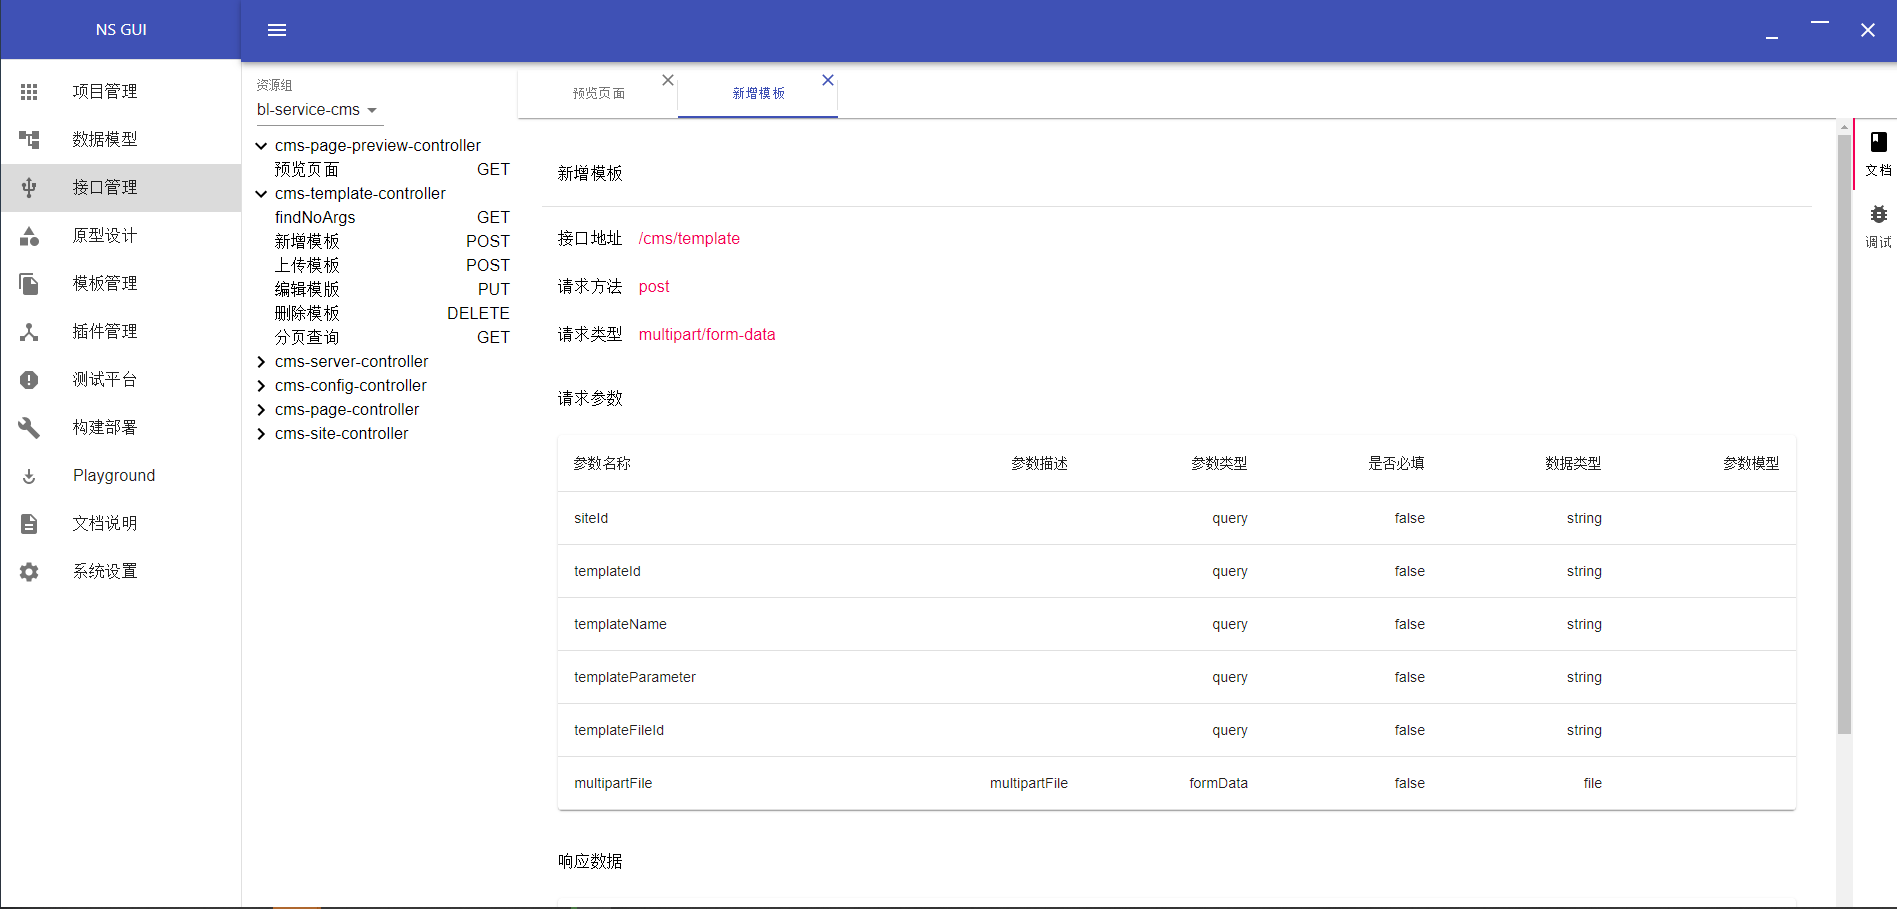 NS GUI
项目管理
数据模型
接口管理
原型设计
模板管理
插件管理
测试平台
构建部署
Playground
文档说明
系统设置
资源组
bl-service-cms
cms-page-preview-controller
预览页面 GET
cms-template-controller
findNoArgs GET
新增模板 POST
上传模板 POST
编辑模版 PUT
删除模板 DELETE
分页查询 GET
cms-server-controller
cms-config-controller
cms-page-controller
cms-site-controller
预览页面 新增模板
新增模板
接口地址 /cms/template
请求方法 post
请求类型 multipart/form-data
请求参数
参数名称 参数描述 参数类型 是否必填 数据类型 参数模型
siteId query false string
templateId query false string
templateName query false string
templateParameter query false string
templateFileId query false string
multipartFile multipartFile formData false file
响应数据
文档
调试